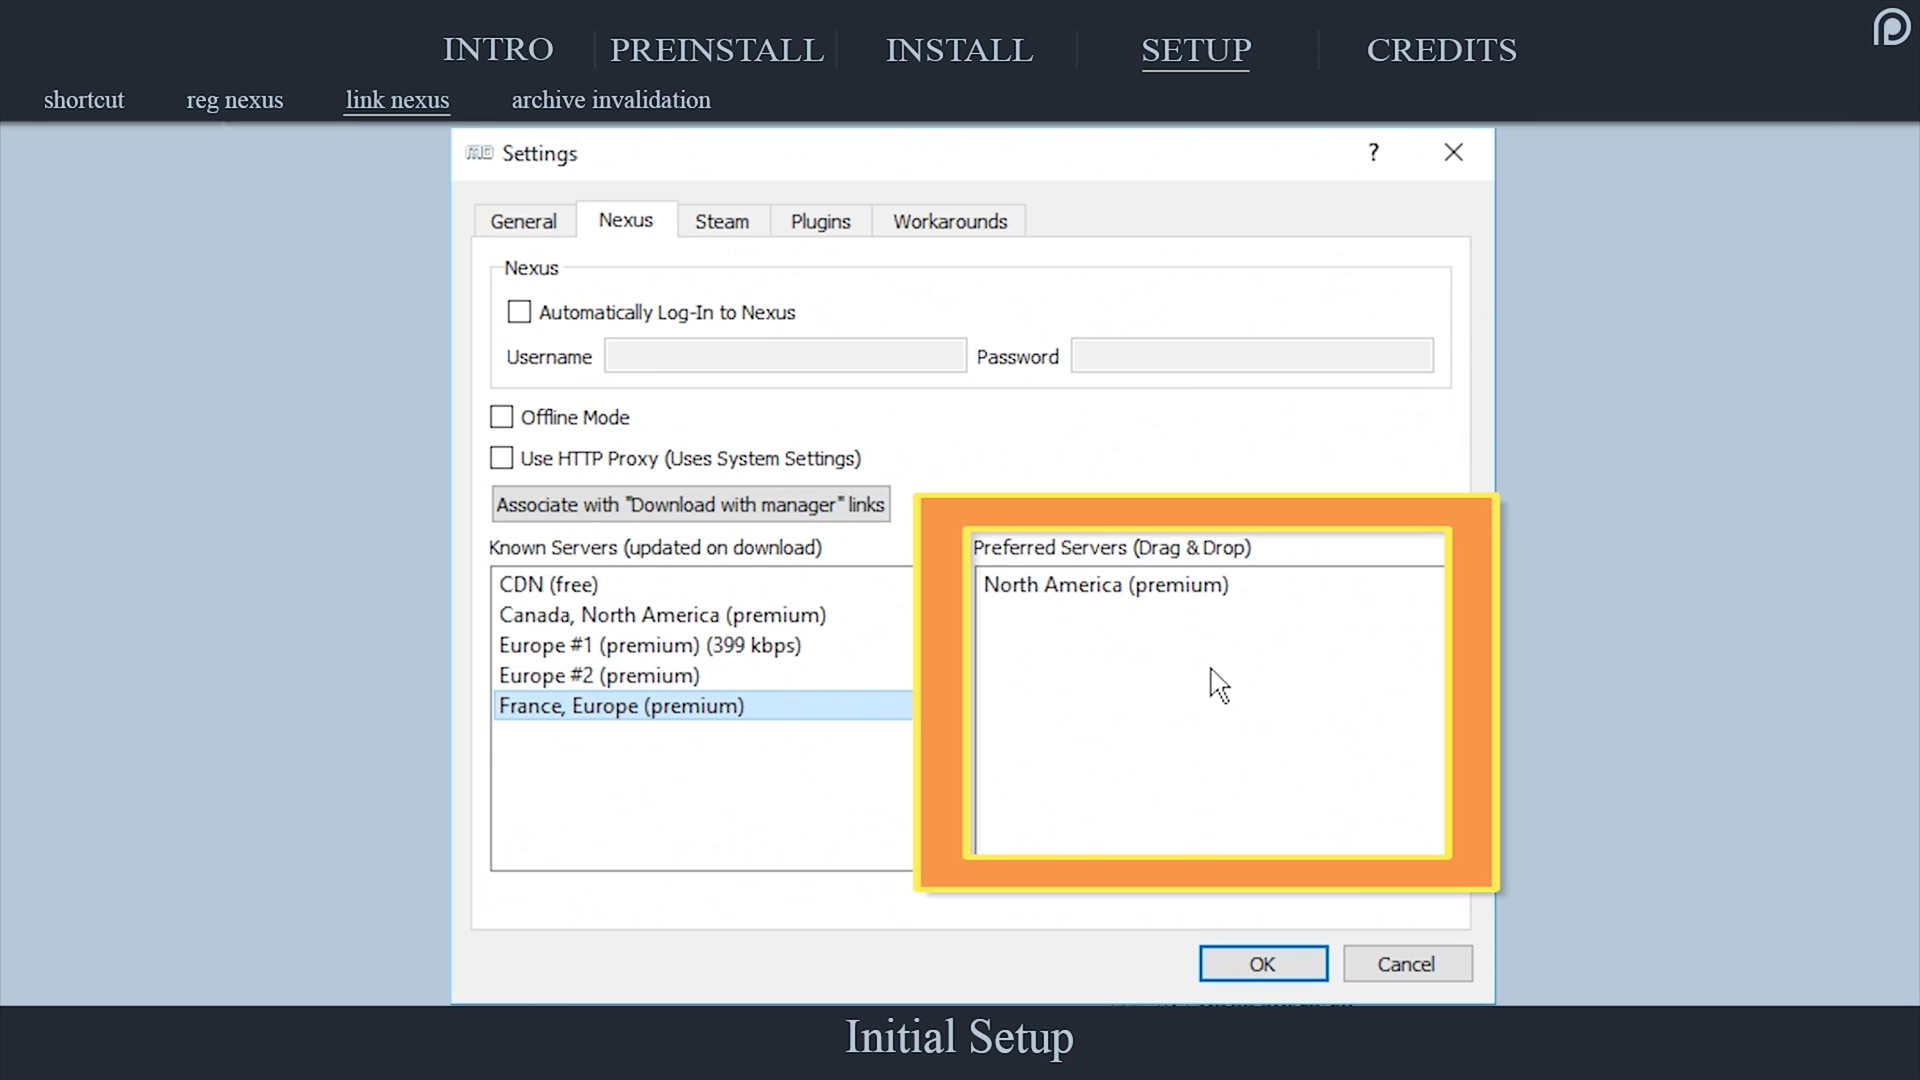 INTRO PREINSTALL INSTALL SETUP CREDITS
shortcut reg nexus link nexus archive invalidation
Settings ?
General Nexus Steam Plugins Workarounds
Nexus
Automatically Log-In to Nexus
Username Password
Offline Mode
Use HTTP Proxy (Uses System Settings)
Associate with "Download with manager" links
Known Servers (updated on download)
CDN (free)
Canada, North America (premium)
Europe #1 (premium) (399 kbps)
Europe #2 (premium)
France, Europe (premium)
Preferred Servers (Drag & Drop)
North America (premium)
OK Cancel
Initial Setup